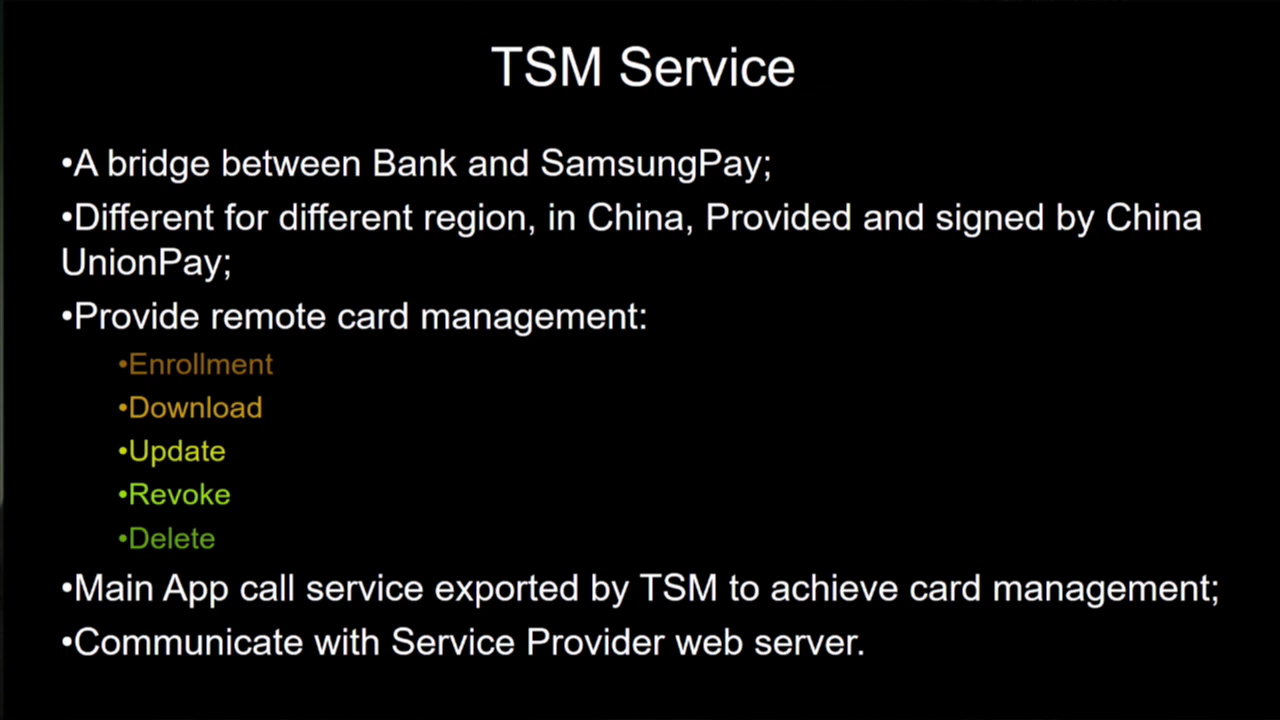 TSM Service
•A bridge between Bank and SamsungPay;
•Different for different region, in China, Provided and signed by China
UnionPay;
•Provide remote card management:
•Enrollment
•Download
•Update
•Revoke
•Delete
•Main App call service exported by TSM to achieve card management;
•Communicate with Service Provider web server.